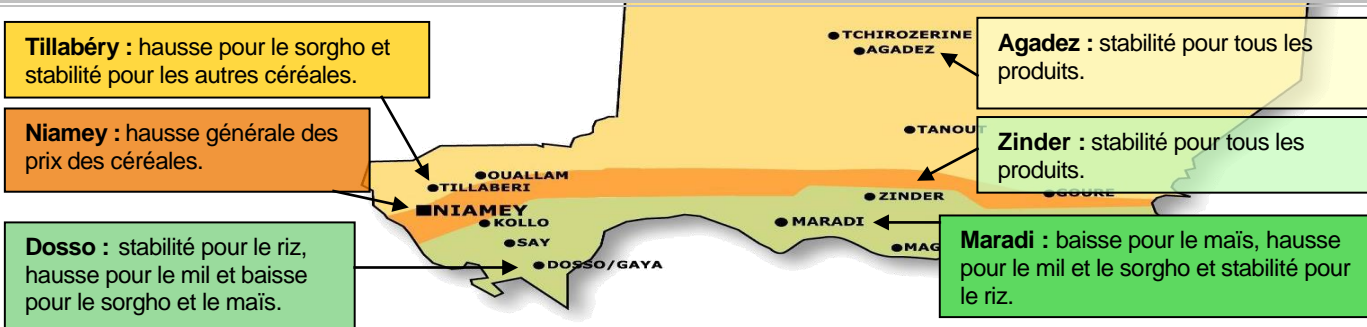 Tillabéry : hausse pour le sorgho et
stabilité pour les autres céréales.
Niamey : hausse générale des
prix des céréales.
Dosso : stabilité pour le riz,
hausse pour le mil et baisse
pour le sorgho et le maïs.
TCHIROZERINE
AGADEZ
TANOUT
OUALLAM
TILLABERI
NIAMEY
KOLLO
SAY
DOSSO/GAYA
ZINDER
GOURE
MARADI
MAG
Agadez : stabilité pour tous les
produits.
Zinder : stabilité pour tous les
produits.
Maradi : baisse pour le maïs, hausse
pour le mil et le sorgho et stabilité pour
le riz.